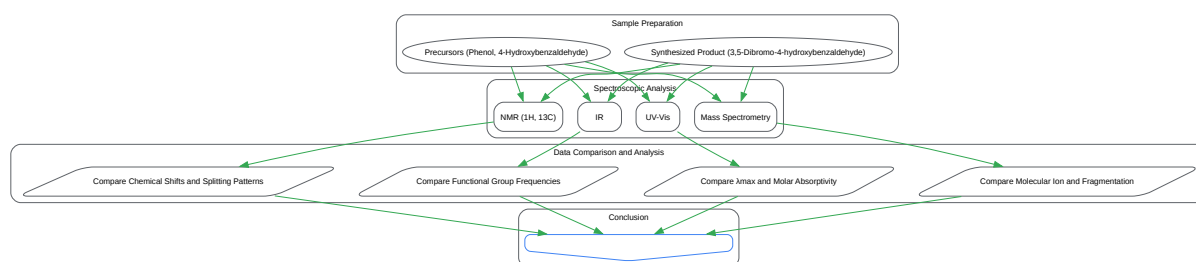 Sample Preparation
Precursors (Phenol, 4-Hydroxybenzaldehyde)
Synthesized Product (3,5-Dibromo-4-hydroxybenzaldehyde)
Spectroscopic Analysis
NMR (1H, 13C)
IR
UV-Vis
Mass Spectrometry
Data Comparison and Analysis
Compare Chemical Shifts and Splitting Patterns
Compare Functional Group Frequencies
Compare λmax and Molar Absorptivity
Compare Molecular Ion and Fragmentation
Conclusion